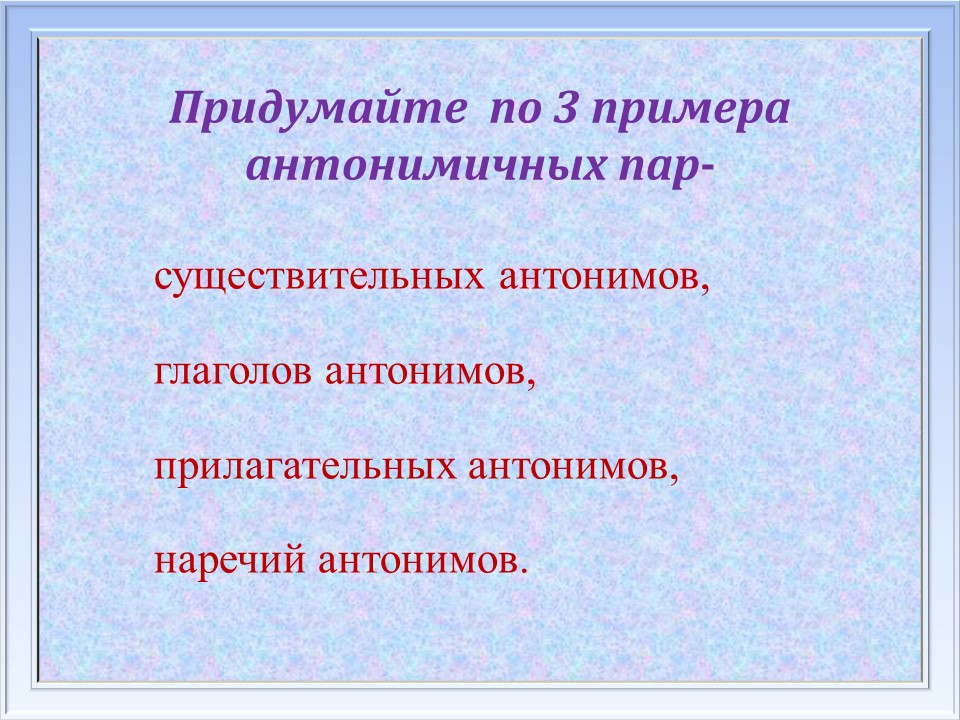 Придумайте по 3 примера
антонимичных пар-
существительных антонимов,
глаголов антонимов,
прилагательных антонимов,
наречий антонимов.